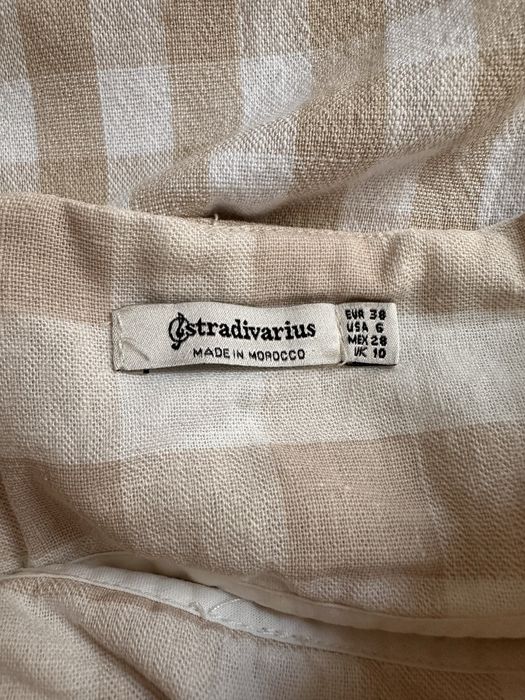 stradivarius
MADE IN MOROCCO
EUR 38
USA 6
MEX 28
UK 10